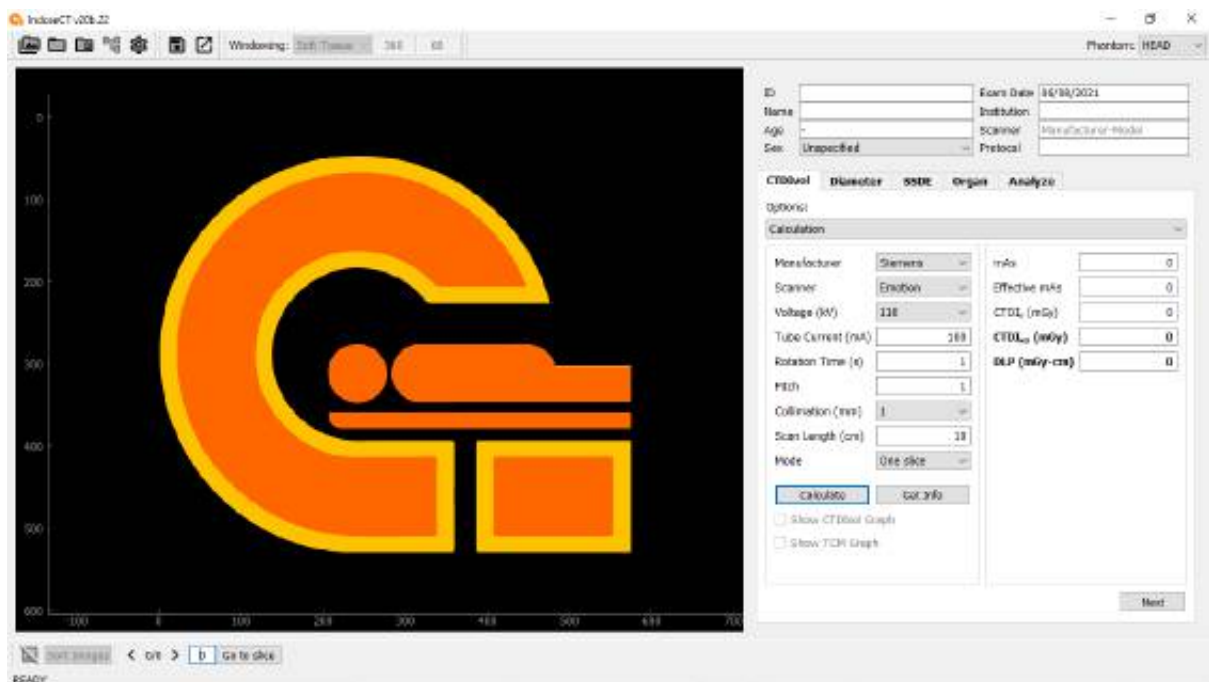 IndoseCT v20b.22
Windowing: Soft Tissue
Phantom: HEAD
ID
Exam Date 06/08/2021
Name
Institution
Age -
Scanner Manufacturer-Model
Sex Unspecified
Protocol
CTDIvol Diameter SSDE Organ Analyze
Options:
Calculation
Manufacturer Siemens
mAs 0
Scanner Emotion
Effective mAs 0
Voltage (kV) 110
CTDI (mGy) 0
Tube Current (mA) 100
CTDI (mGy) 0
Rotation Time (s) 1
DLP (mGy-cm) 0
Pitch 1
Collimation (mm) 1
Scan Length (cm) 10
Mode One slice
Calculate Get Info
Show CTDIvol Graph
Show TCM Graph
Next
0
100
200
300
400
500
600
-100 0 100 200 300 400 500 600 700
Sort Images < 0/0 > Go to slice
READY